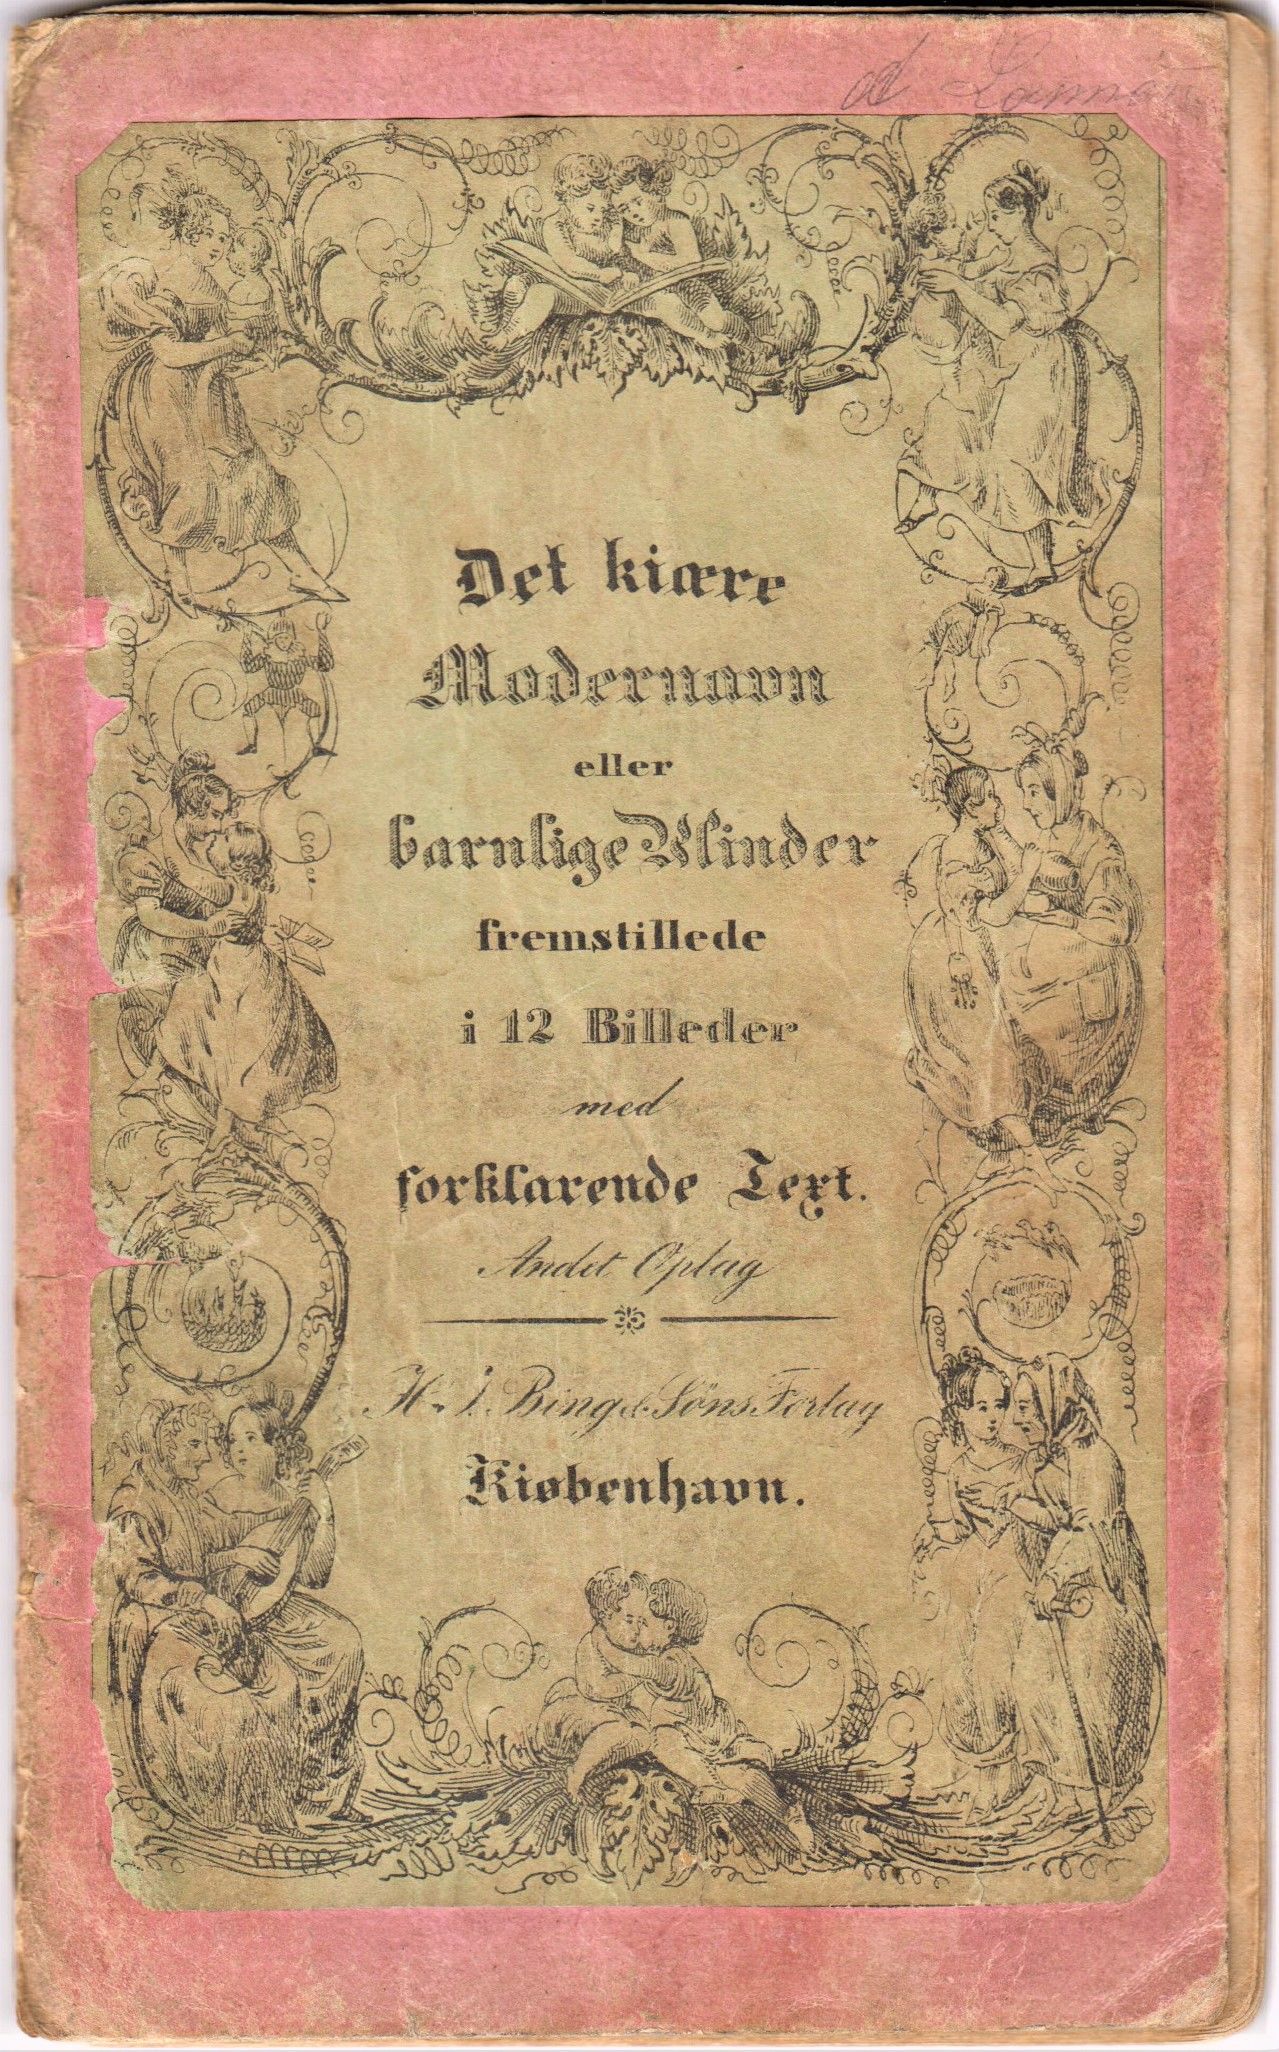 Det kiære
Modernavn
eller
barnlige Minder
fremstillede
i 12 Billeder
med
forklarende Text.
Andet Oplag
H. I. Bing & Söns Forlag
Kiøbenhavn.